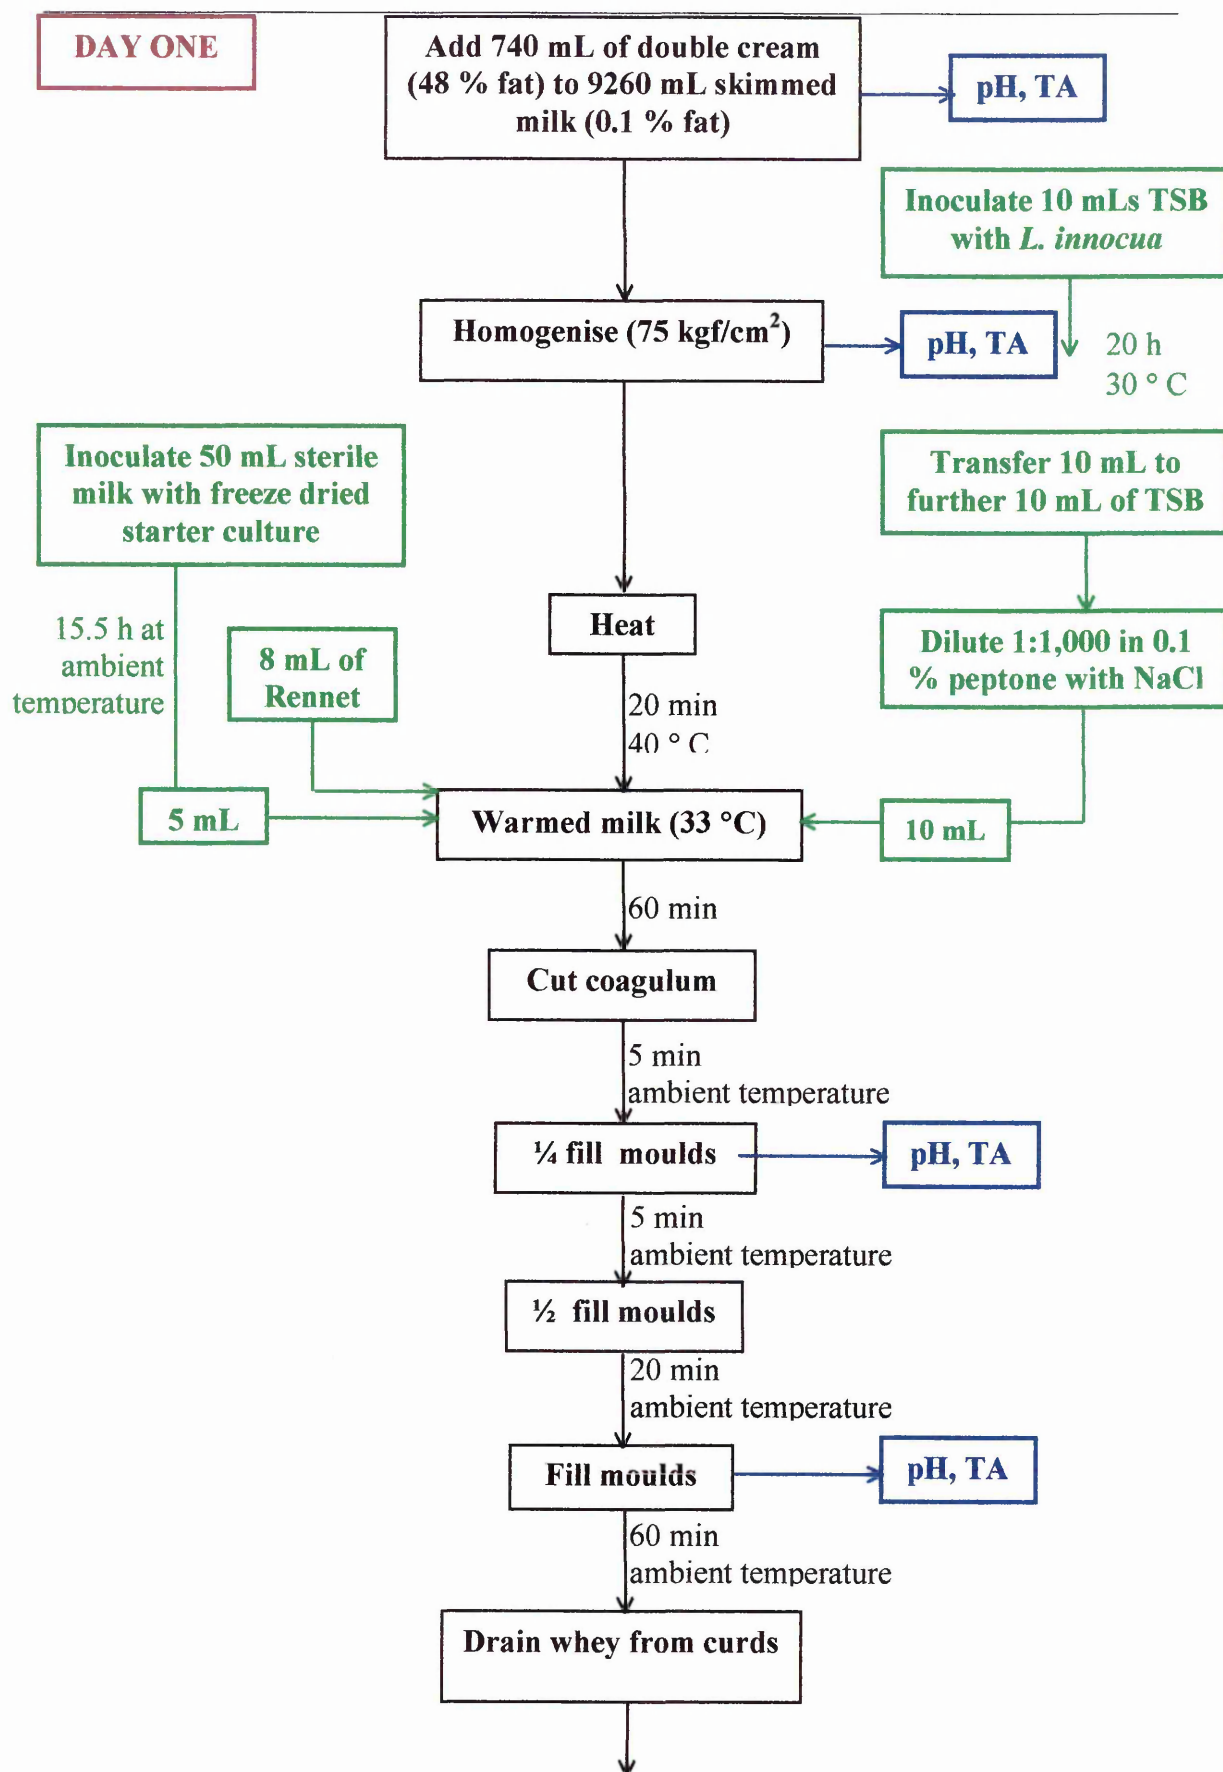 DAY ONE
Add 740 mL of double cream
(48 % fat) to 9260 mL skimmed
milk (0.1 % fat)
pH, TA
Inoculate 10 mLs TSB
with L. innocua
Homogenise (75 kgf/cm²)
pH, TA
20 h
30 ° C
Inoculate 50 mL sterile
milk with freeze dried
starter culture
Transfer 10 mL to
further 10 mL of TSB
Heat
15.5 h at
ambient
temperature
8 mL of
Rennet
Dilute 1:1,000 in 0.1
% peptone with NaCl
20 min
40 ° C
5 mL
Warmed milk (33 °C)
10 mL
60 min
Cut coagulum
5 min
ambient temperature
¼ fill moulds
pH, TA
5 min
ambient temperature
½ fill moulds
20 min
ambient temperature
Fill moulds
pH, TA
60 min
ambient temperature
Drain whey from curds